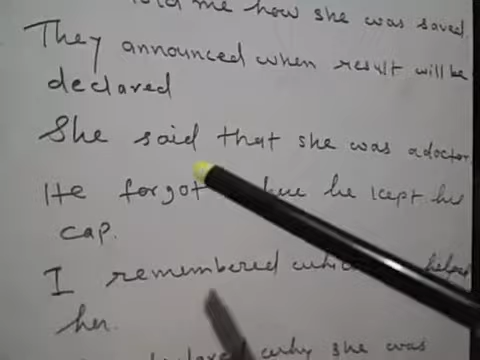 told me how she was saved.
They announced when result will be
declared
She said that she was a doctor
He forgot he kept his
cap.
I remembered
her.
why she was